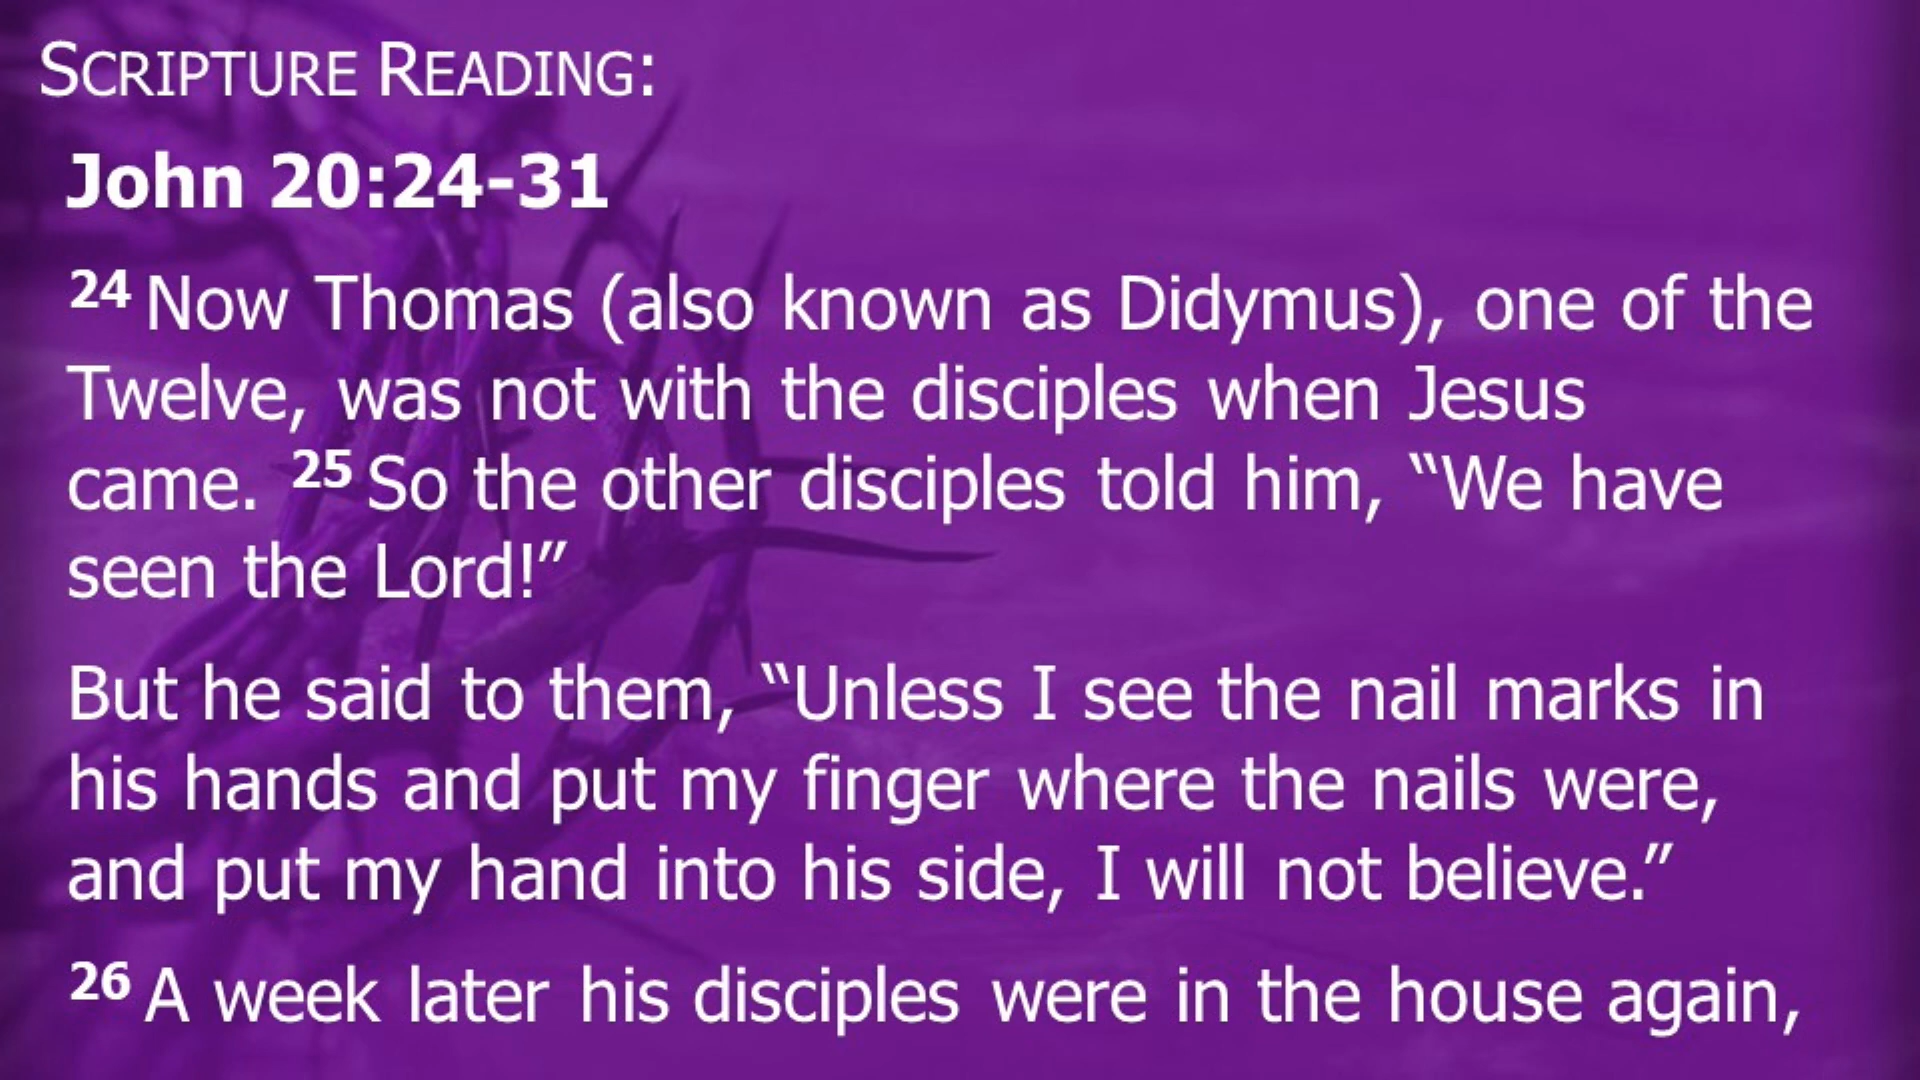 SCRIPTURE READING:
John 20:24-31
24 Now Thomas (also known as Didymus), one of the
Twelve, was not with the disciples when Jesus
came. 25 So the other disciples told him, “We have
seen the Lord!”
But he said to them, “Unless I see the nail marks in
his hands and put my finger where the nails were,
and put my hand into his side, I will not believe.”
26 A week later his disciples were in the house again,